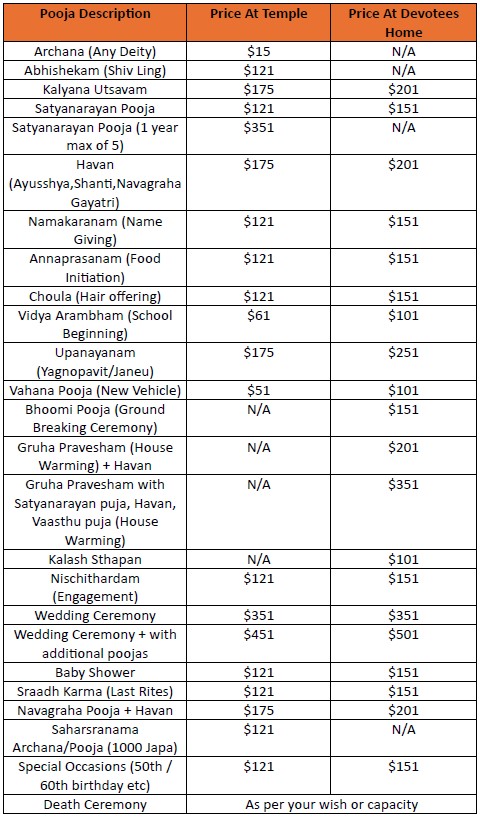 Pooja Description Price At Temple Price At Devotees
Home
Archana (Any Deity) $15 N/A
Abhishekam (Shiv Ling) $121 N/A
Kalyana Utsavam $175 $201
Satyanarayan Pooja $121 $151
Satyanarayan Pooja (1 year $351 N/A
max of 5)
Havan $175 $201
(Ayusshya,Shanti,Navagraha
Gayatri)
Namakaranam (Name $121 $151
Giving)
Annaprasanam (Food $121 $151
Initiation)
Choula (Hair offering) $121 $151
Vidya Arambham (School $61 $101
Beginning)
Upanayanam $175 $251
(Yagnopavit/Janeu)
Vahana Pooja (New Vehicle) $51 $101
Bhoomi Pooja (Ground N/A $151
Breaking Ceremony)
Gruha Pravesham (House N/A $201
Warming) + Havan
Gruha Pravesham with N/A $351
Satyanarayan puja, Havan,
Vaasthu puja (House
Warming)
Kalash Sthapan N/A $101
Nischithardam $121 $151
(Engagement)
Wedding Ceremony $351 $351
Wedding Ceremony + with $451 $501
additional poojas
Baby Shower $121 $151
Sraadh Karma (Last Rites) $121 $151
Navagraha Pooja + Havan $175 $201
Saharsranama $121 N/A
Archana/Pooja (1000 Japa)
Special Occasions (50th / $121 $151
60th birthday etc)
Death Ceremony As per your wish or capacity